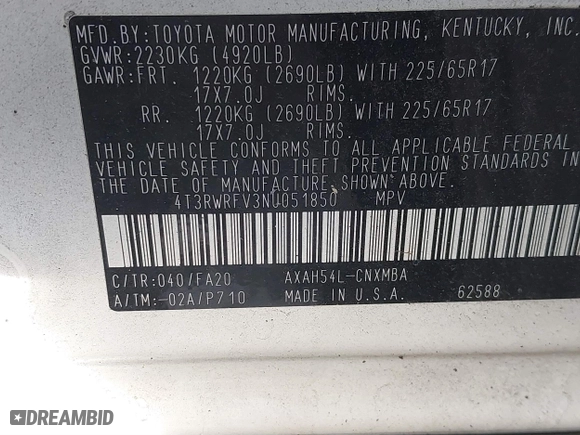 MFD.BY:TOYOTA MOTOR MANUFACTURING, KENTUCKY, INC.
GVWR:2230KG (4920LB)
GAWR:FRT. 1220KG (2690LB) WITH 225/65R17
17X7.0J RIMS.
RR. 1220KG (2690LB) WITH 225/65R17
17X7.0J RIMS.
THIS VEHICLE CONFORMS TO ALL APPLICABLE FEDERAL
VEHICLE SAFETY AND THEFT PREVENTION STANDARDS IN
THE DATE OF MANUFACTURE SHOWN ABOVE.
4T3RWRFV3NU051850 MPV
C/TR:040/FA20 AXAH54L-CNXMBA
A/TM:-02A/P710 MADE IN U.S.A. 62588
DREAMBID